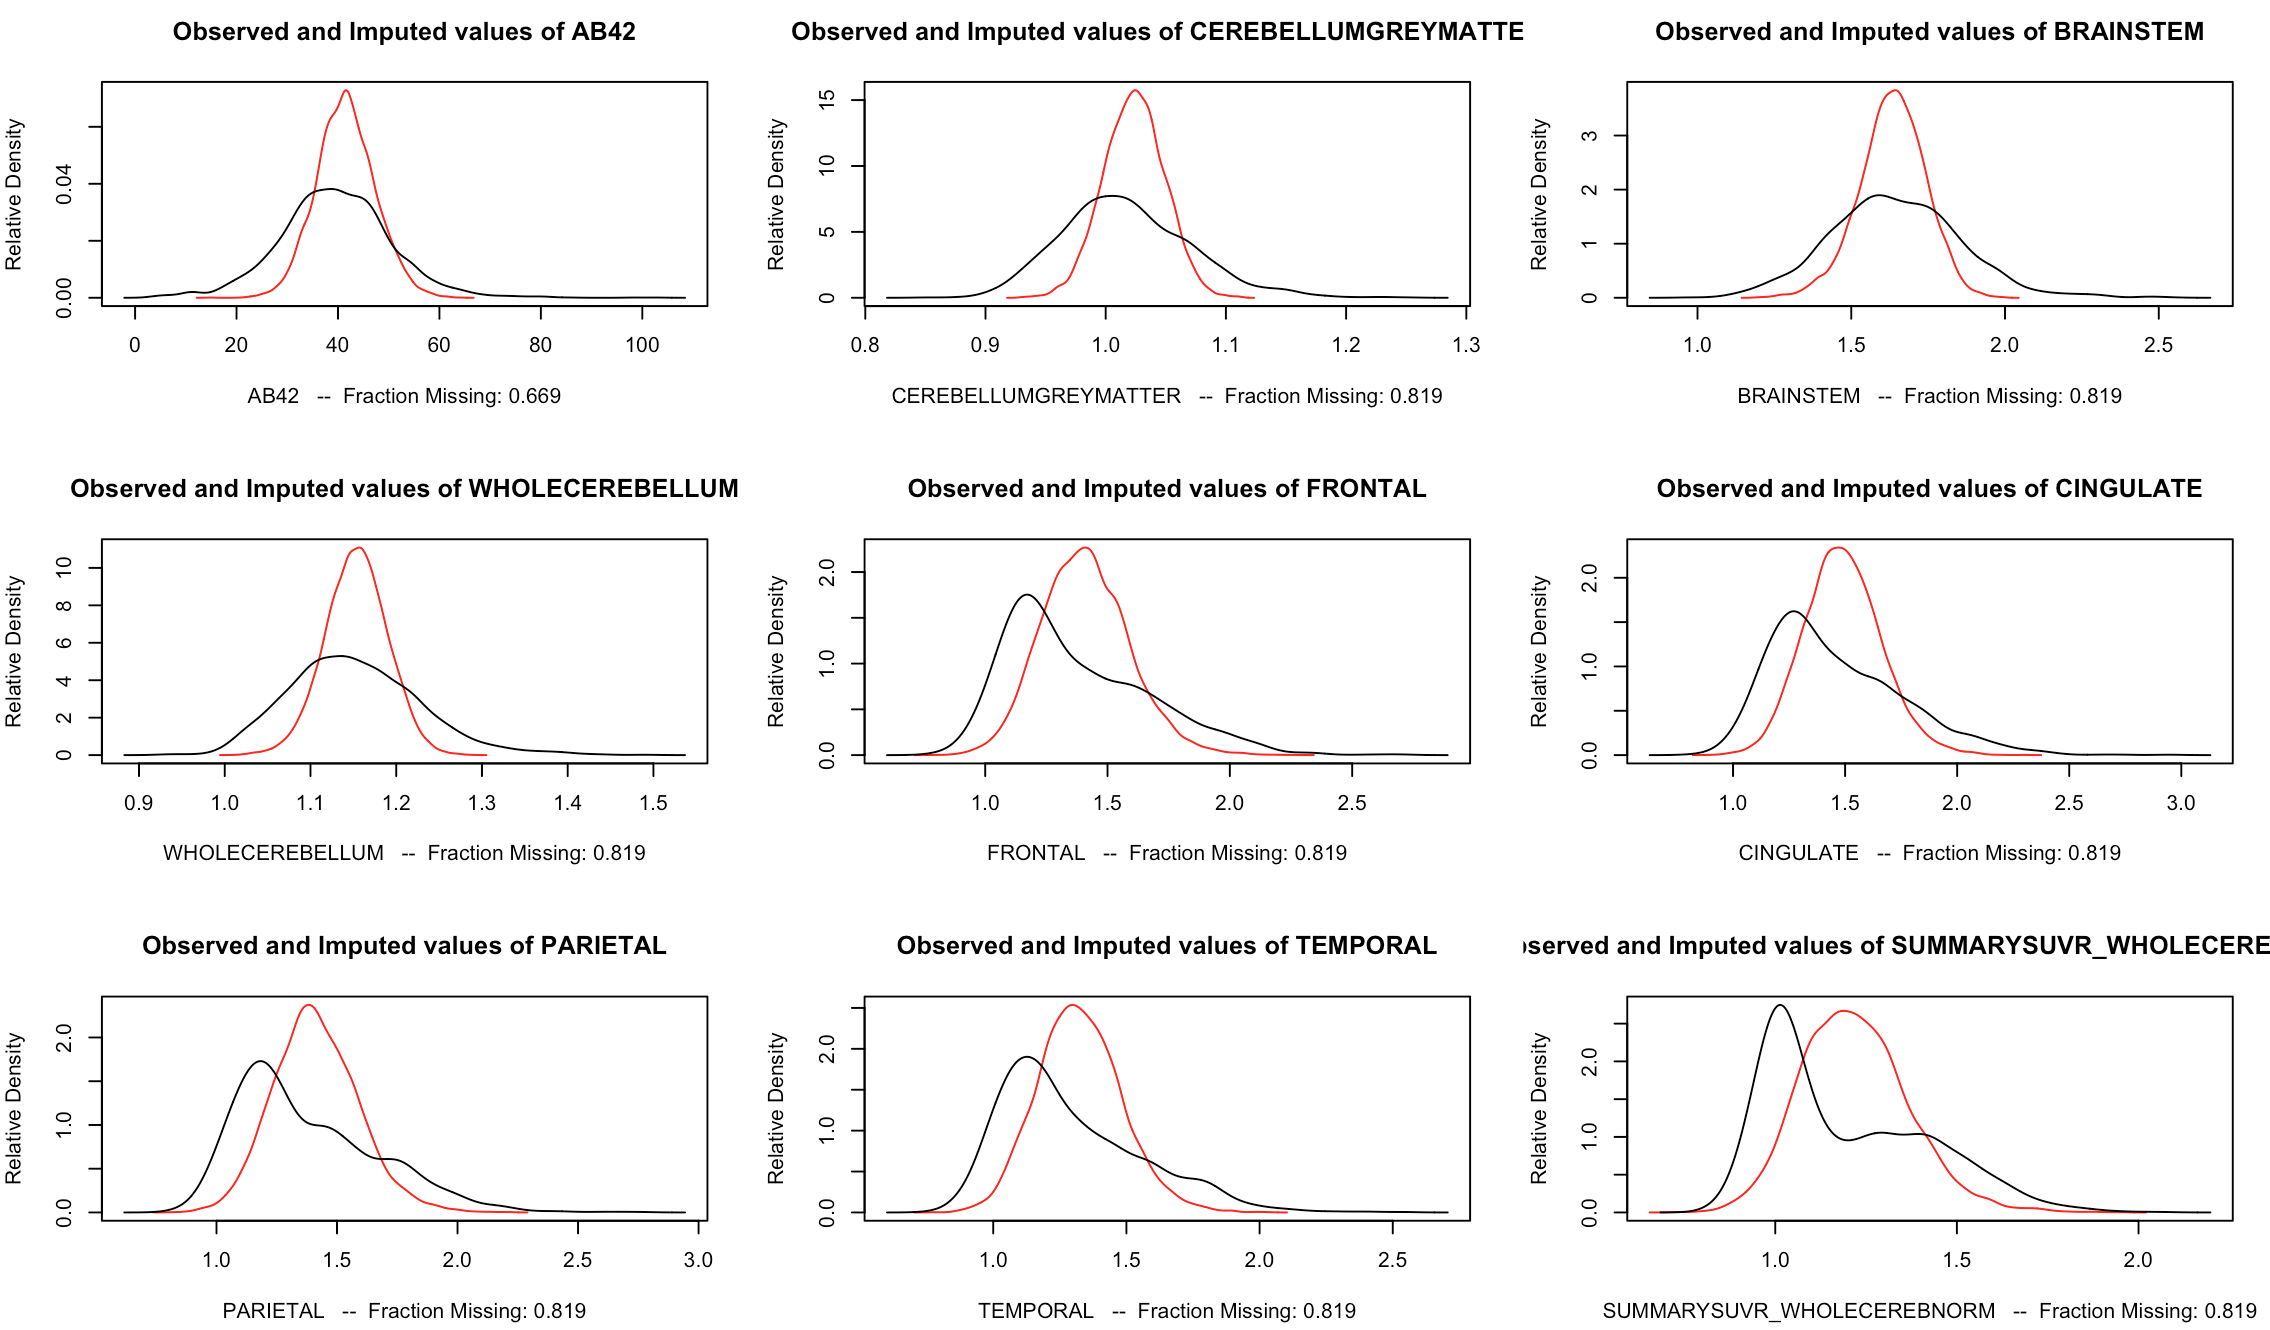 Observed and Imputed values of AB42
Relative Density
0.00 0.04
0 20 40 60 80 100
AB42 -- Fraction Missing: 0.669
Observed and Imputed values of CEREBELLUMGREYMATTE
Relative Density
0 5 10 15
0.8 0.9 1.0 1.1 1.2 1.3
CEREBELLUMGREYMATTER -- Fraction Missing: 0.819
Observed and Imputed values of BRAINSTEM
Relative Density
0 1 2 3
1.0 1.5 2.0 2.5
BRAINSTEM -- Fraction Missing: 0.819
Observed and Imputed values of WHOLECEREBELLUM
Relative Density
0 2 4 6 8 10
0.9 1.0 1.1 1.2 1.3 1.4 1.5
WHOLECEREBELLUM -- Fraction Missing: 0.819
Observed and Imputed values of FRONTAL
Relative Density
0.0 1.0 2.0
1.0 1.5 2.0 2.5
FRONTAL -- Fraction Missing: 0.819
Observed and Imputed values of CINGULATE
Relative Density
0.0 1.0 2.0
1.0 1.5 2.0 2.5 3.0
CINGULATE -- Fraction Missing: 0.819
Observed and Imputed values of PARIETAL
Relative Density
0.0 1.0 2.0
1.0 1.5 2.0 2.5 3.0
PARIETAL -- Fraction Missing: 0.819
Observed and Imputed values of TEMPORAL
Relative Density
0.0 1.0 2.0
1.0 1.5 2.0 2.5
TEMPORAL -- Fraction Missing: 0.819
served and Imputed values of SUMMARYSUVR_WHOLECERE
Relative Density
0.0 1.0 2.0
1.0 1.5 2.0
SUMMARYSUVR_WHOLECEREBNORM -- Fraction Missing: 0.819